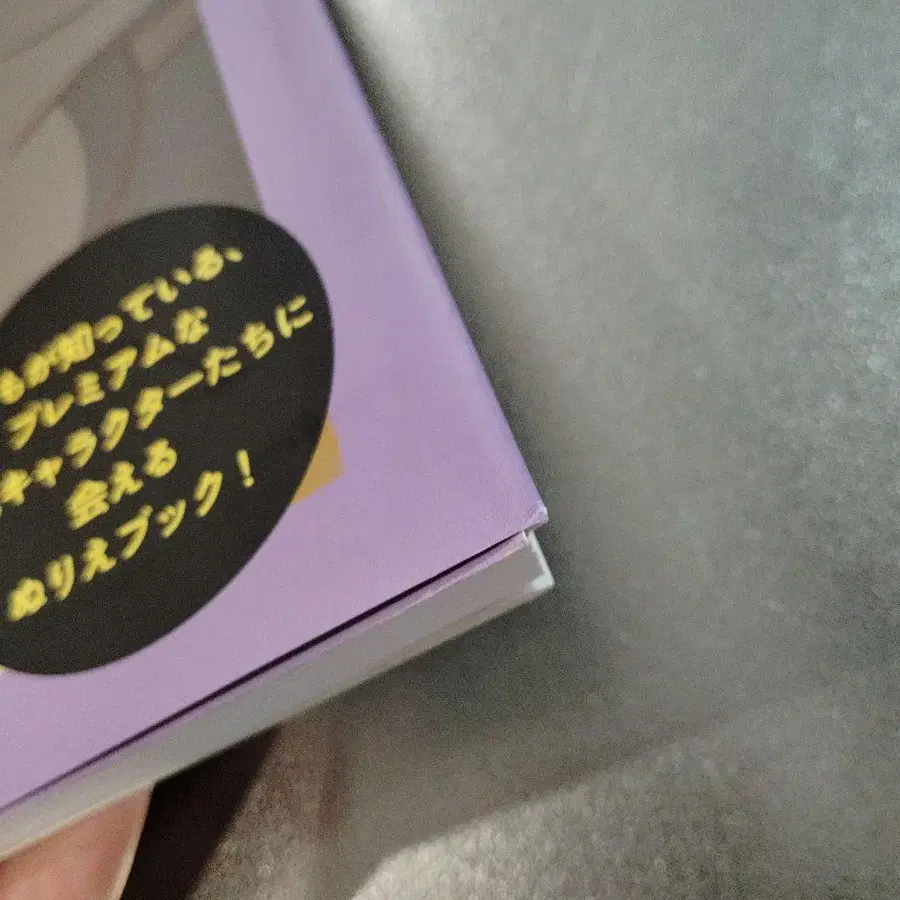 もが知っている、
プレミアムな
キャラクターたちに
会える
ぬりえブック！